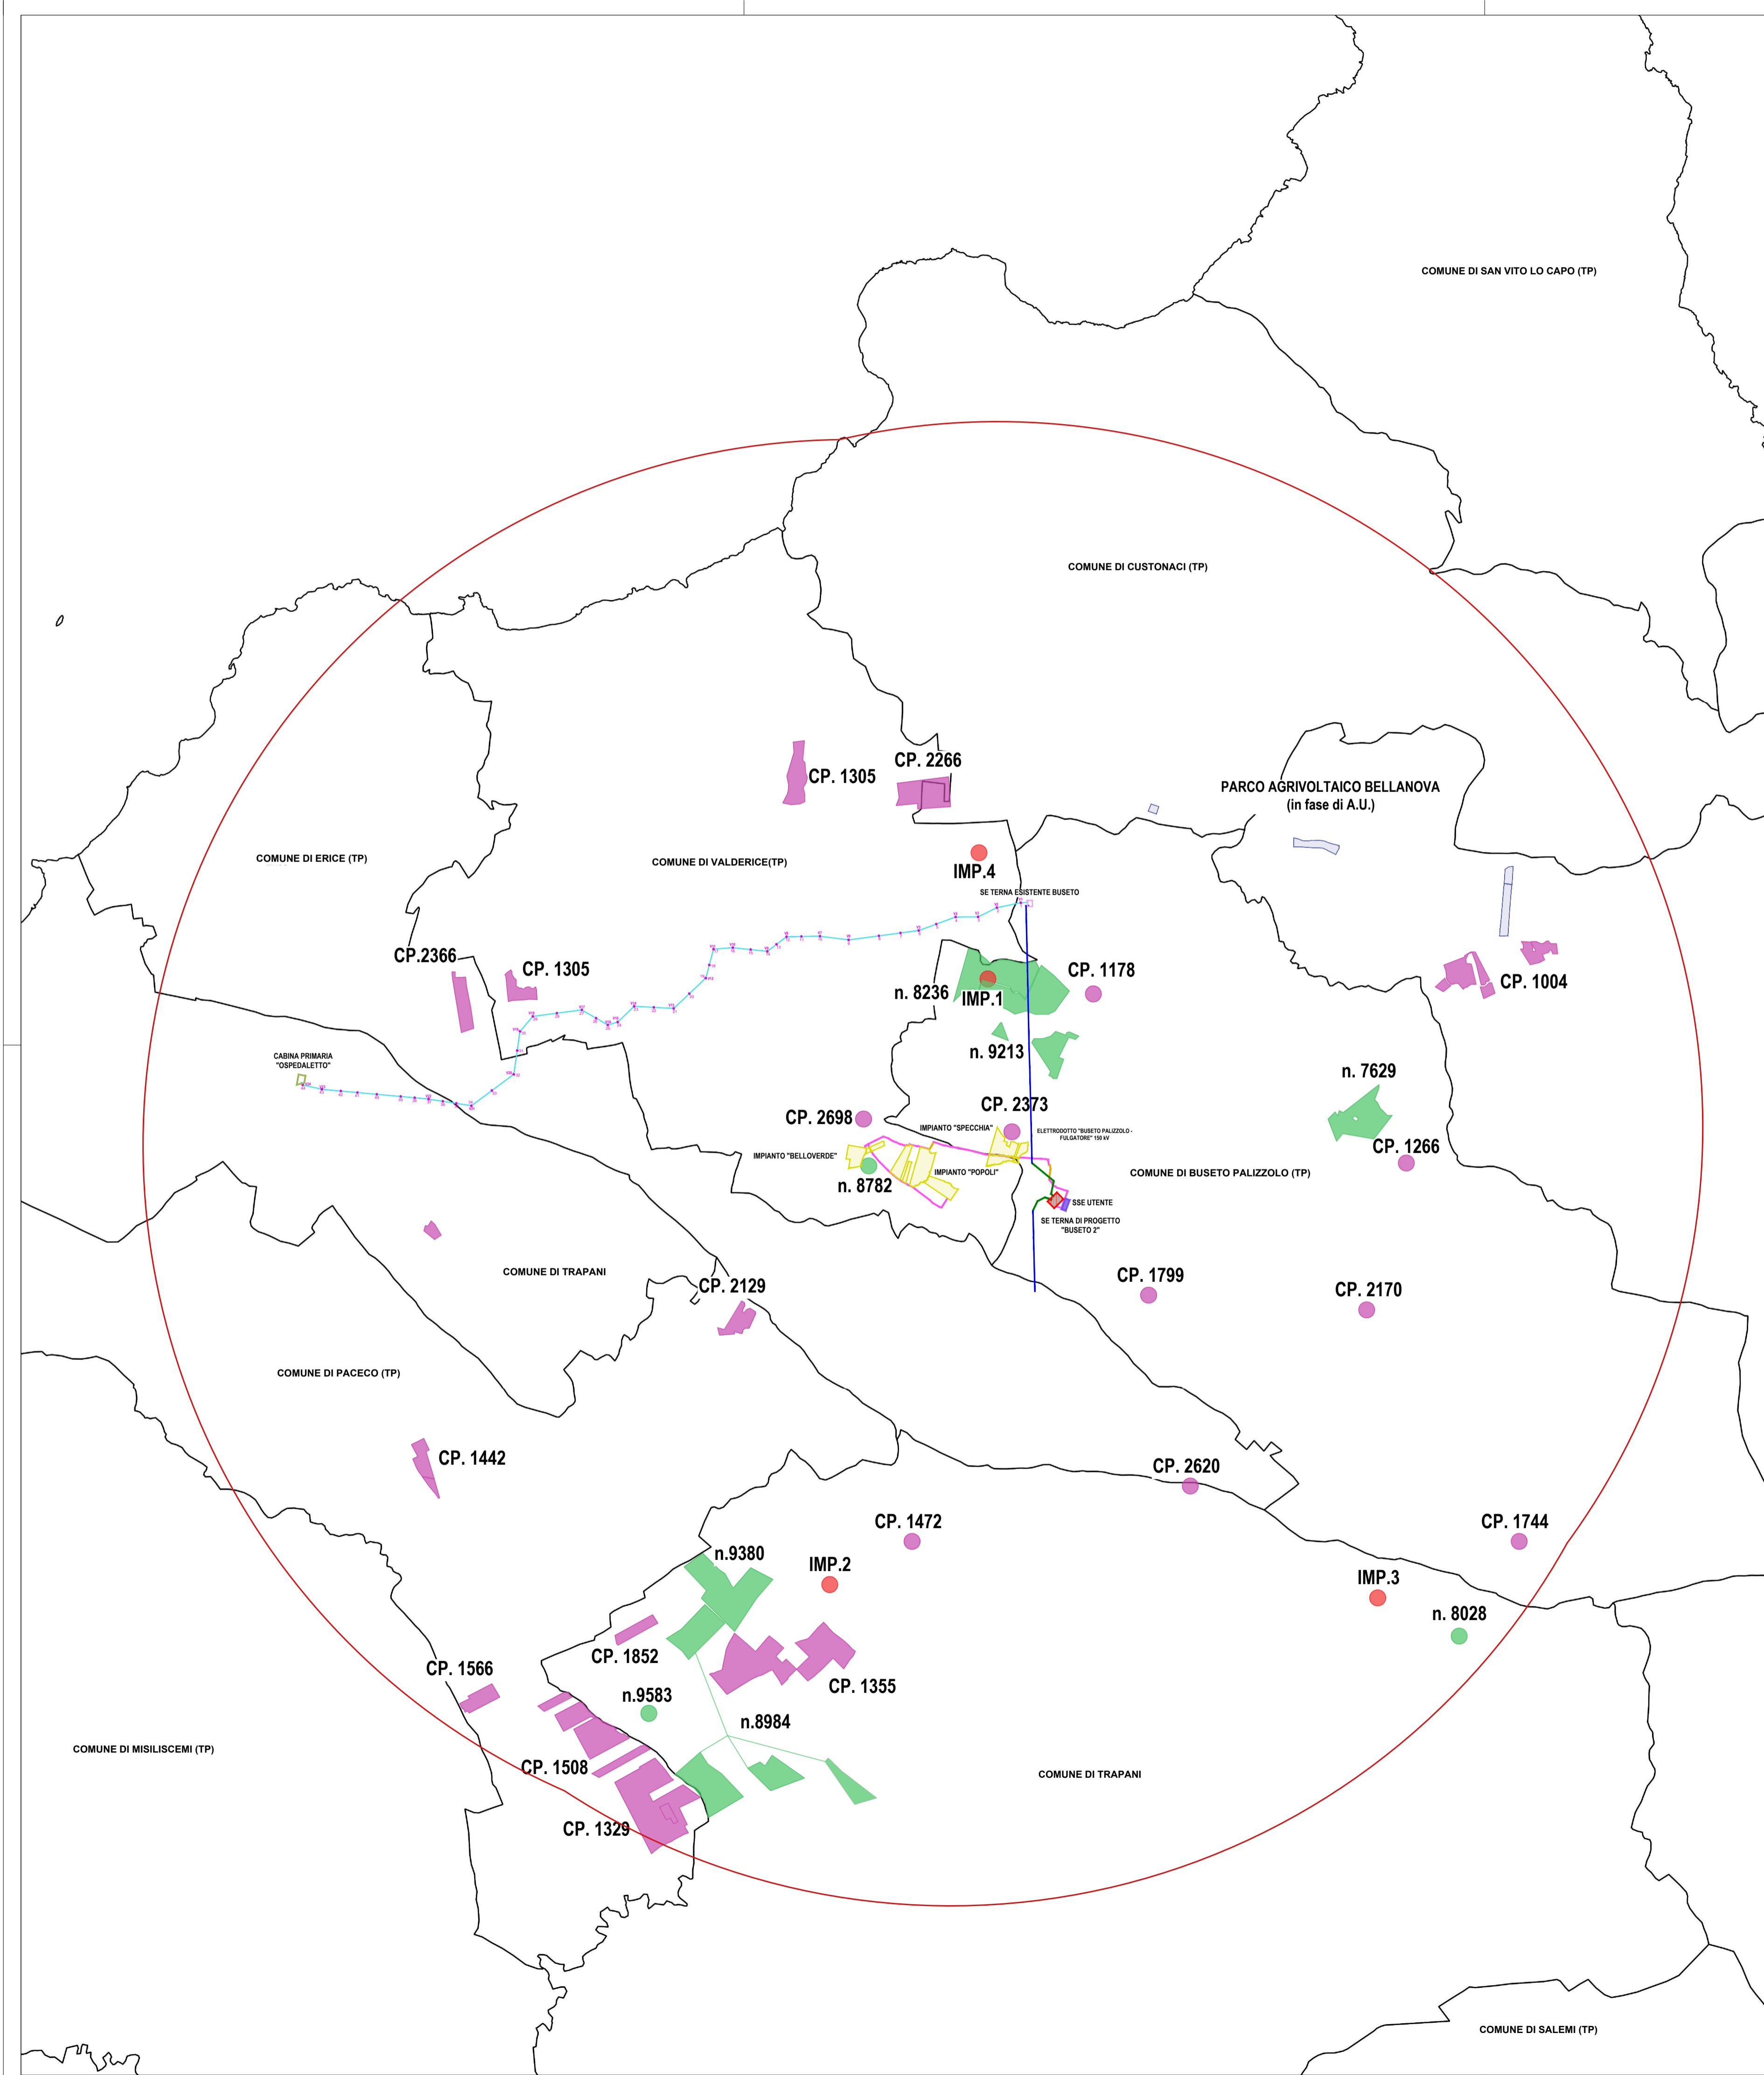 COMUNE DI SAN VITO LO CAPO (TP)
COMUNE DI CUSTONACI (TP)
CP. 2266
CP. 1305
PARCO AGRIVOLTAICO BELLANOVA
(in fase di A.U.)
COMUNE DI ERICE (TP)
COMUNE DI VALDERICE(TP)
IMP.4
SE TERNA ESISTENTE BUSETO
CP.2366
CP. 1305
CP. 1178
CP. 1004
n. 8236
IMP.1
n. 9213
CABINA PRIMARIA
"OSPEDALETTO"
n. 7629
CP. 2698
CP. 2373
IMPIANTO "SPECCHIA"
ELETTRODOTTO "BUSETO PALIZZOLO -
FULGATORE" 150 kV
CP. 1266
IMPIANTO "BELLOVERDE"
IMPIANTO "POPOLI"
COMUNE DI BUSETO PALIZZOLO (TP)
n. 8782
SSE UTENTE
SE TERNA DI PROGETTO
"BUSETO 2"
COMUNE DI TRAPANI
CP. 2129
CP. 1799
CP. 2170
COMUNE DI PACECO (TP)
CP. 1442
CP. 2620
CP. 1472
CP. 1744
n.9380
IMP.2
IMP.3
n. 8028
CP. 1852
CP. 1566
CP. 1355
n.9583
n.8984
COMUNE DI MISILISCEMI (TP)
CP. 1508
COMUNE DI TRAPANI
CP. 1329
COMUNE DI SALEMI (TP)